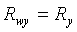 R_wy = R_y